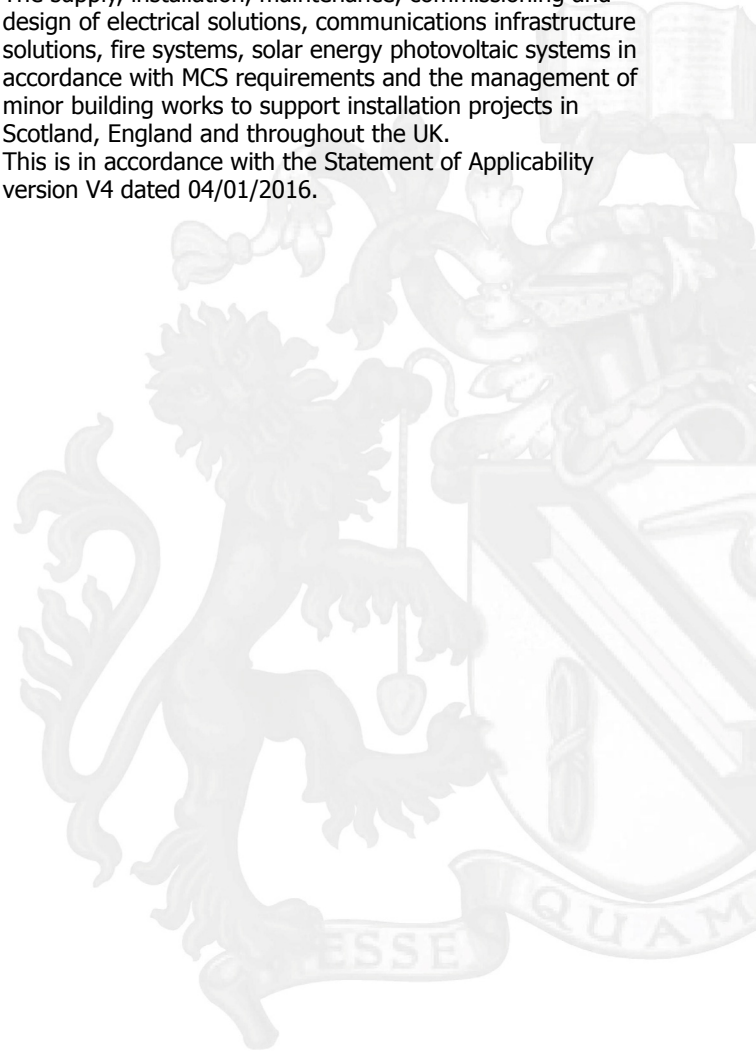 The supply, installation, maintenance, commissioning and
design of electrical solutions, communications infrastructure
solutions, fire systems, solar energy photovoltaic systems in
accordance with MCS requirements and the management of
minor building works to support installation projects in
Scotland, England and throughout the UK.
This is in accordance with the Statement of Applicability
version V4 dated 04/01/2016.
ESSE QUAM